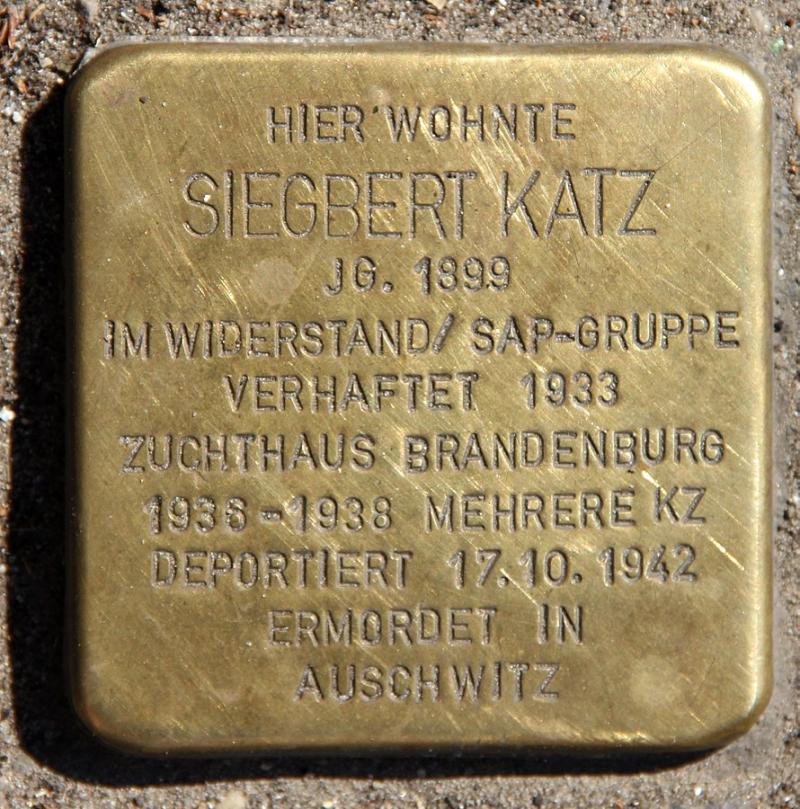 HIER WOHNTE
SIEGBERT KATZ
JG. 1899
IM WIDERSTAND/ SAP-GRUPPE
VERHAFTET 1933
ZUCHTHAUS BRANDENBURG
1936-1938 MEHRERE KZ
DEPORTIERT 17.10.1942
ERMORDET IN
AUSCHWITZ